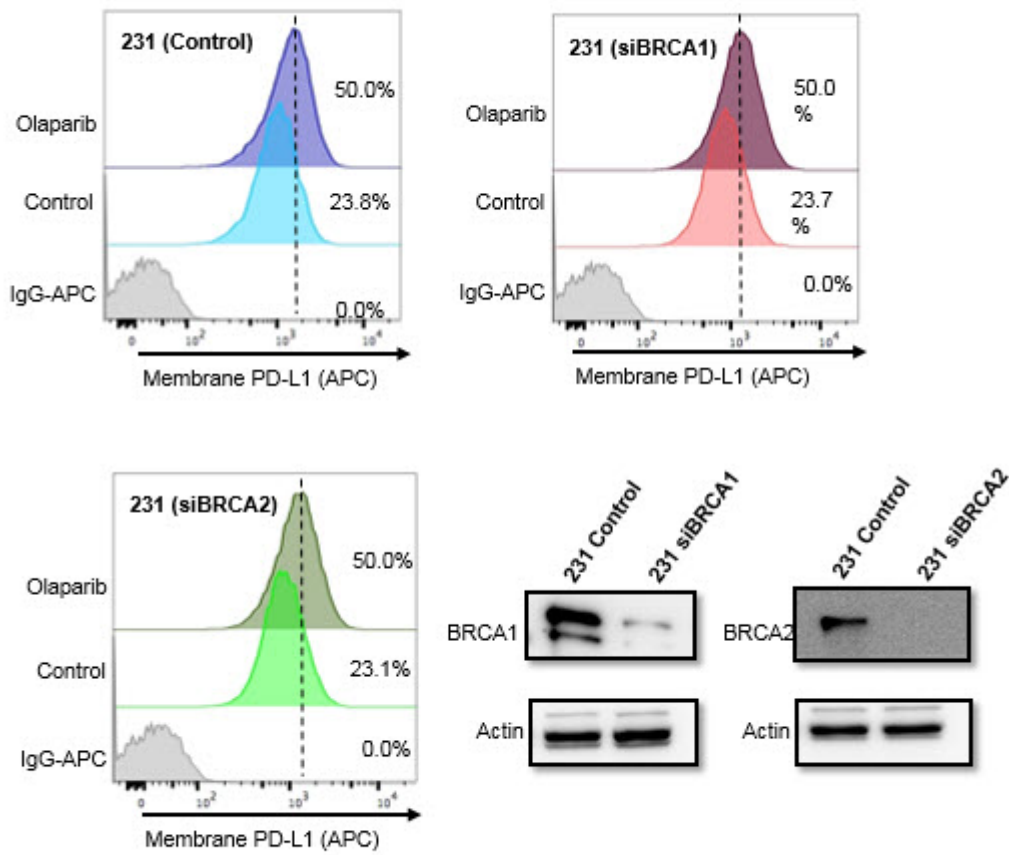 231 (Control)
Olaparib
50.0%
Control
23.8%
IgG-APC
0.0%
0 10² 10³ 10⁴
Membrane PD-L1 (APC)
231 (siBRCA1)
Olaparib
50.0
%
Control
23.7
%
IgG-APC
0.0%
0 10² 10³ 10⁴
Membrane PD-L1 (APC)
231 (siBRCA2)
Olaparib
50.0%
Control
23.1%
IgG-APC
0.0%
0 10² 10³ 10⁴
Membrane PD-L1 (APC)
231 Control
231 siBRCA1
BRCA1
Actin
231 Control
231 siBRCA2
BRCA2
Actin